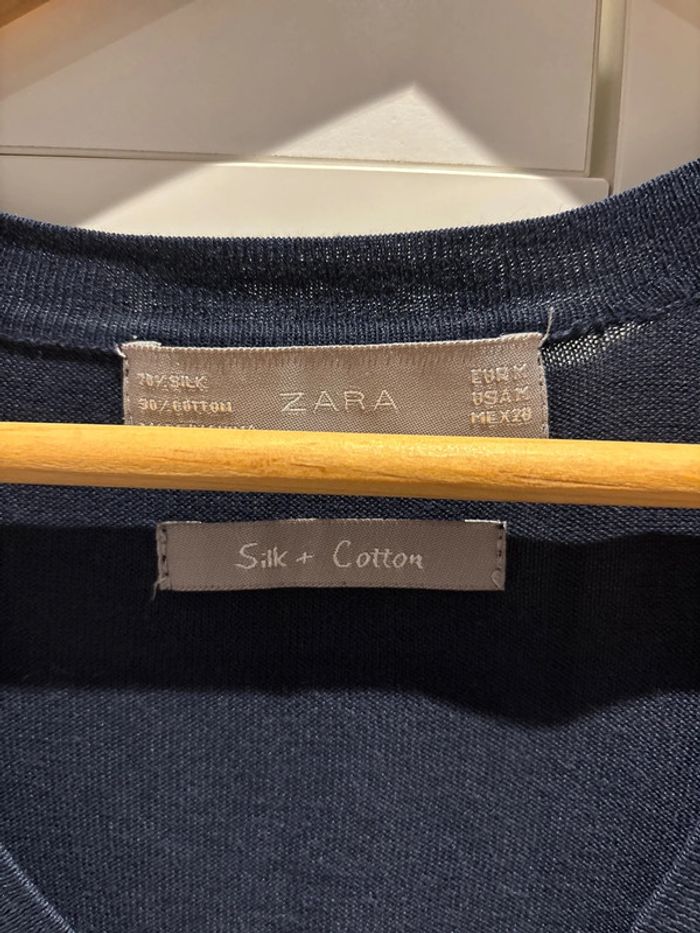 70% SILK
30% COTTON
ZARA
EUR M
USA M
MEX 28
Silk + Cotton